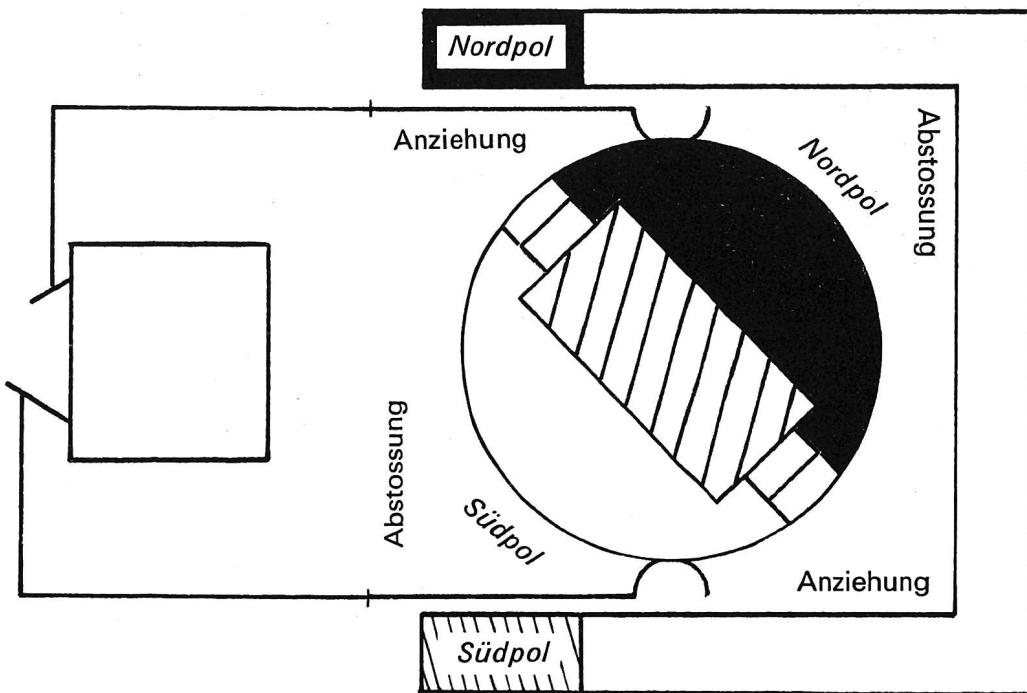 Nordpol
Anziehung
Nordpol
Abstossung
Abstossung
Südpol
Anziehung
Südpol